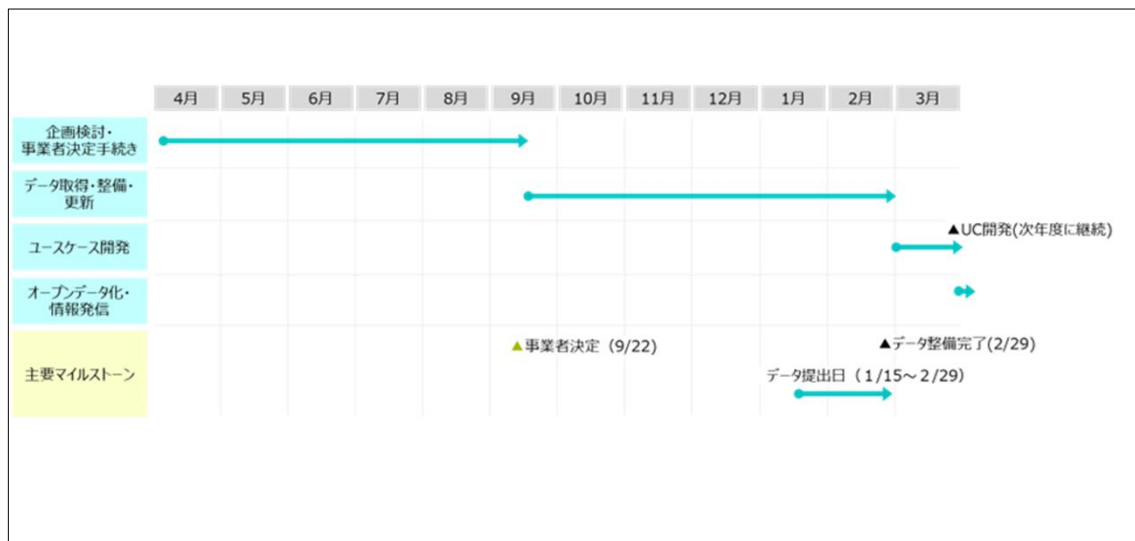 4月 5月 6月 7月 8月 9月 10月 11月 12月 1月 2月 3月
企画検討・
事業者決定手続き
データ取得・整備・
更新
▲UC開発(次年度に継続)
ユースケース開発
オープンデータ化・
情報発信
▲事業者決定（9/22)
▲データ整備完了(2/29)
主要マイルストーン
データ提出日（１/15～２/29）